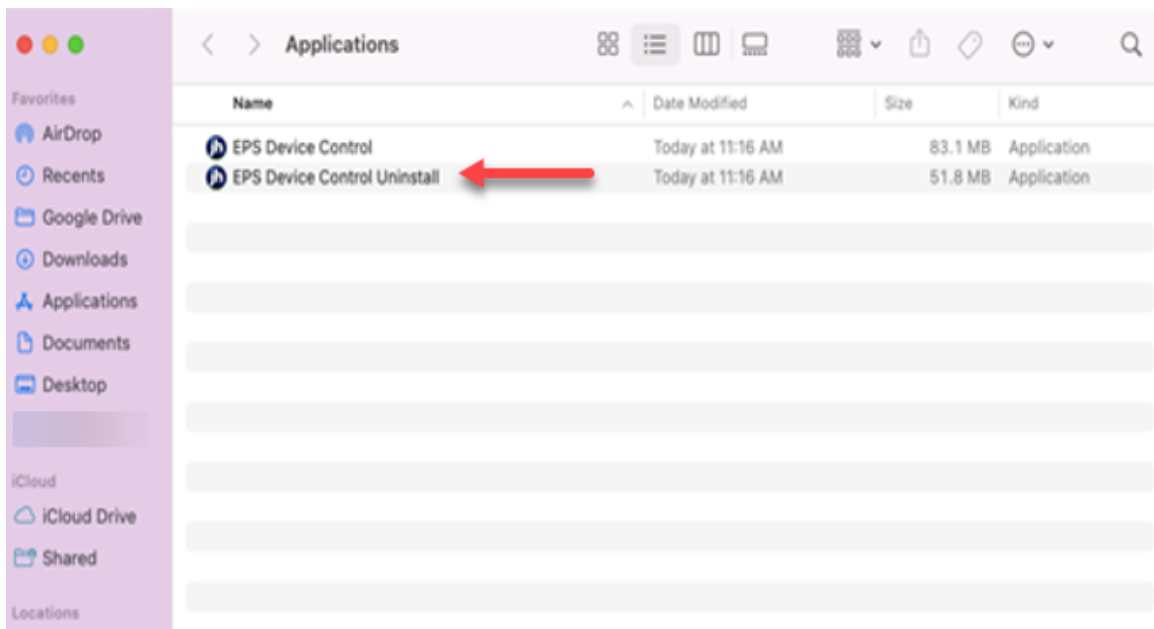 Applications
Favorites
AirDrop
Recents
Google Drive
Downloads
Applications
Documents
Desktop
iCloud
iCloud Drive
Shared
Locations
Name Date Modified Size Kind
EPS Device Control Today at 11:16 AM 83.1 MB Application
EPS Device Control Uninstall Today at 11:16 AM 51.8 MB Application